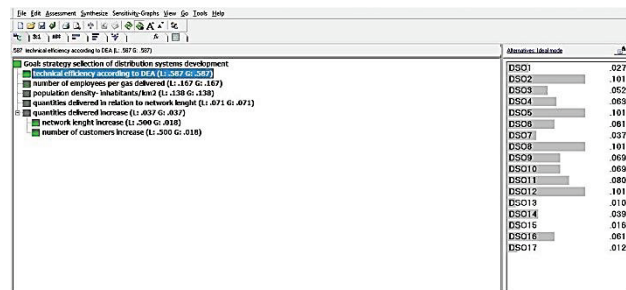 File Edit Assessment Synthesize Sensitivity-Graphs View Go Tools Help
587 technical efficiency according to DEA (L: .587 G: .587)
Goal: strategy selection of distribution systems development
technical efficiency according to DEA (L: .587 G: .587)
number of employees per gas delivered (L: .167 G: .167)
population density- inhabitants/km2 (L: .138 G: .138)
quantities delivered in relation to network lenght (L: .071 G: .071)
quantities delivered increase (L: .037 G: .037)
network lenght increase (L: .500 G: .018)
number of customers increase (L: .500 G: .018)
Alternatives: Ideal mode
DSO1 .027
DSO2 .101
DSO3 .052
DSO4 .063
DSO5 .101
DSO6 .061
DSO7 .037
DSO8 .101
DSO9 .069
DSO10 .069
DSO11 .080
DSO12 .101
DSO13 .010
DSO14 .039
DSO15 .016
DSO16 .061
DSO17 .012